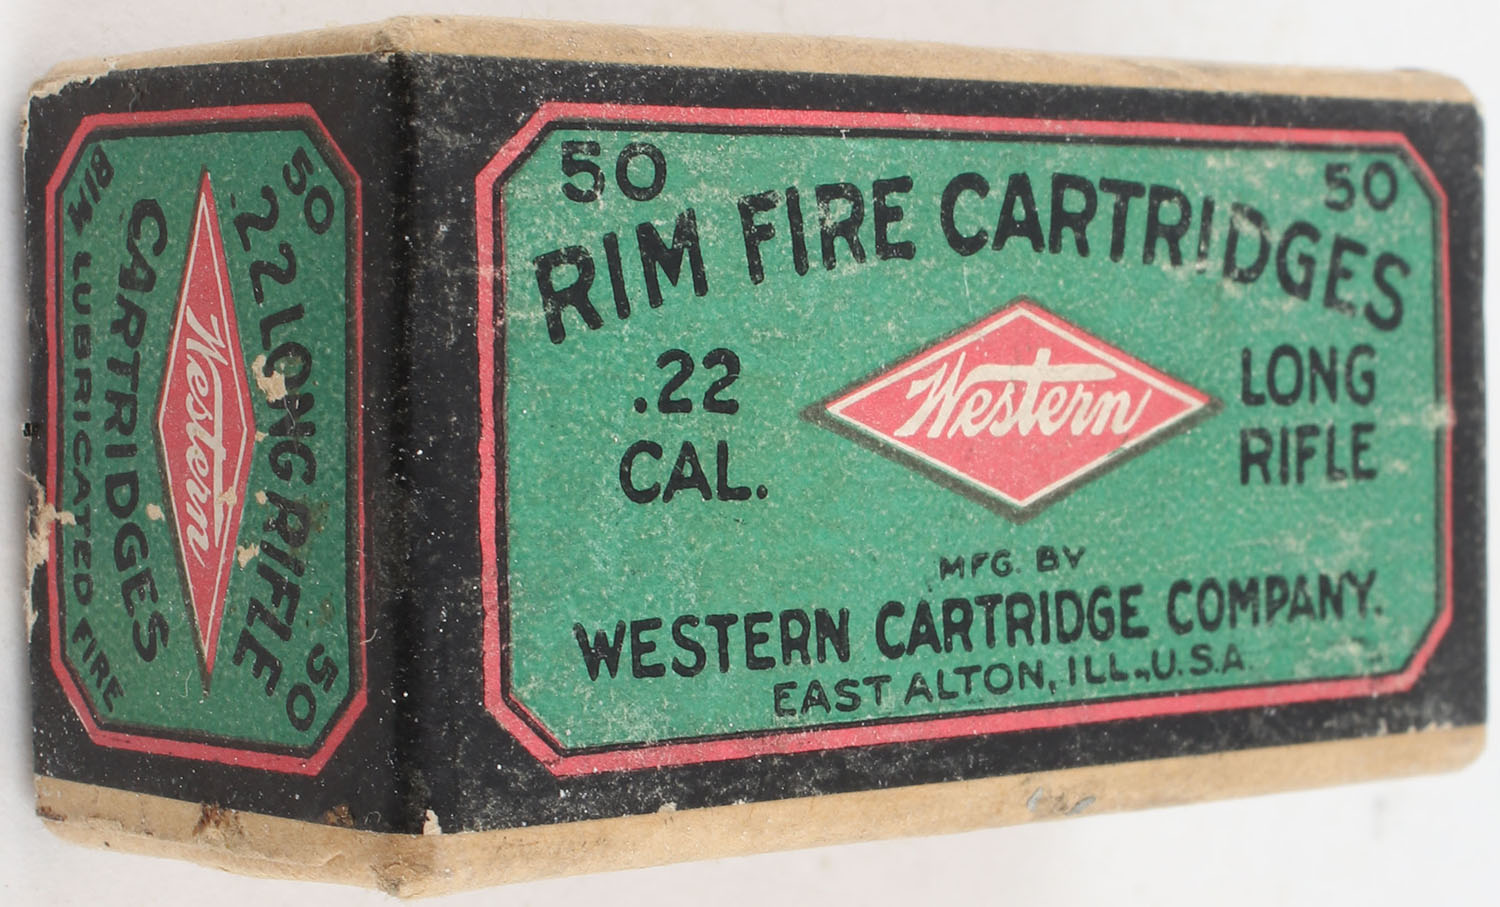 50 50
RIM FIRE CARTRIDGES
.22 CAL.
Western
LONG RIFLE
MFG. BY
WESTERN CARTRIDGE COMPANY.
EAST ALTON, ILL., U.S.A.
50 50
.22 LONG RIFLE
Western
CARTRIDGES
LUBRICATED FIRE